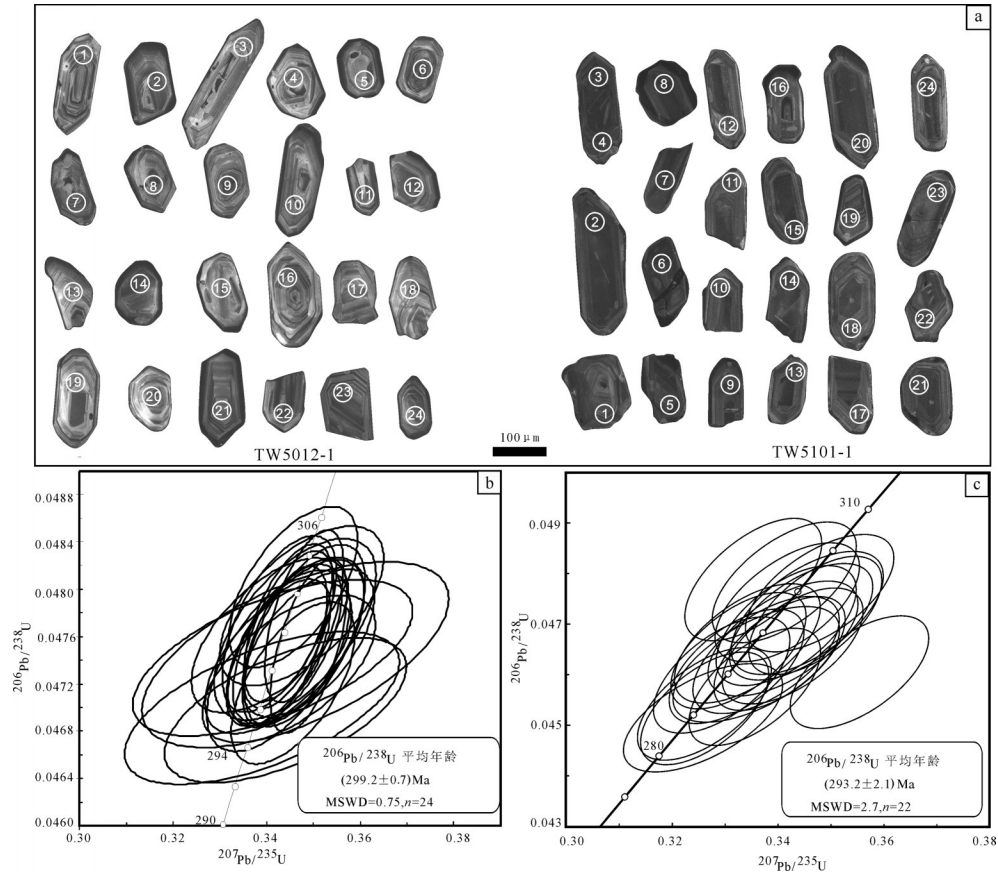 a
1 2 3 4 5 6 3 8 12 16 20 24
4
7 8 9 10 11 12 7 11 15 19 23
2
6 10 14 18 22
13 14 15 16 17 18
19 20 21 22 23 24 1 5 9 13 17 21
100 μm
TW5012-1 TW5101-1
b
0.0488
0.0484
0.0480
0.0476
0.0472
0.0468
0.0464
0.0460
²⁰⁶Pb/²³⁸U
306
294
290
²⁰⁶Pb/²³⁸U 平均年龄
(299.2±0.7)Ma
MSWD=0.75,n=24
0.30 0.32 0.34 0.36 0.38
²⁰⁷Pb/²³⁵U
c
0.049
0.047
0.045
0.043
²⁰⁶Pb/²³⁸U
310
280
²⁰⁶Pb/²³⁸U 平均年龄
(293.2±2.1)Ma
MSWD=2.7,n=22
0.30 0.32 0.34 0.36 0.38
²⁰⁷Pb/²³⁵U